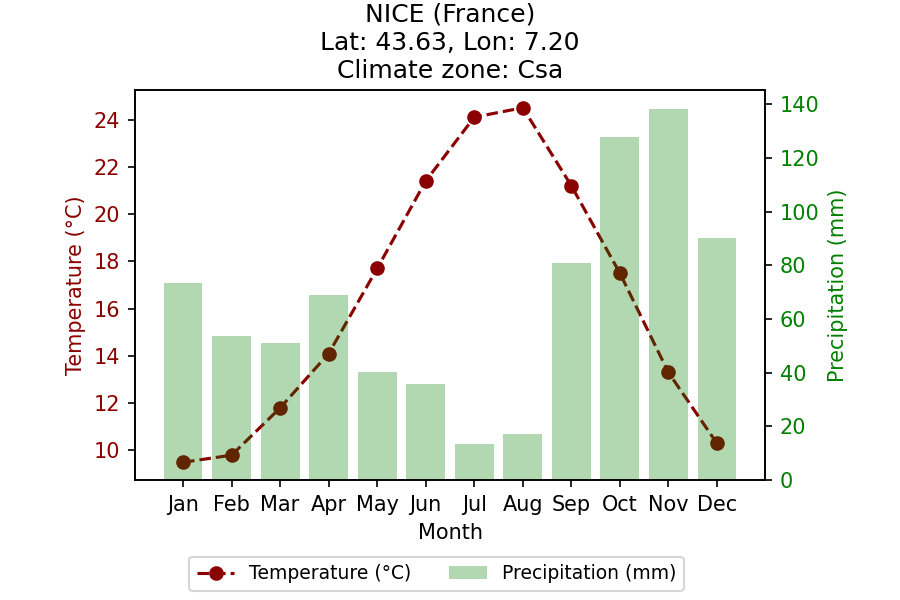 NICE (France)
Lat: 43.63, Lon: 7.20
Climate zone: Csa
24
22
20
18
16
14
12
10
Temperature (°C)
140
120
100
80
60
40
20
0
Precipitation (mm)
Jan Feb Mar Apr May Jun Jul Aug Sep Oct Nov Dec
Month
Temperature (°C) Precipitation (mm)